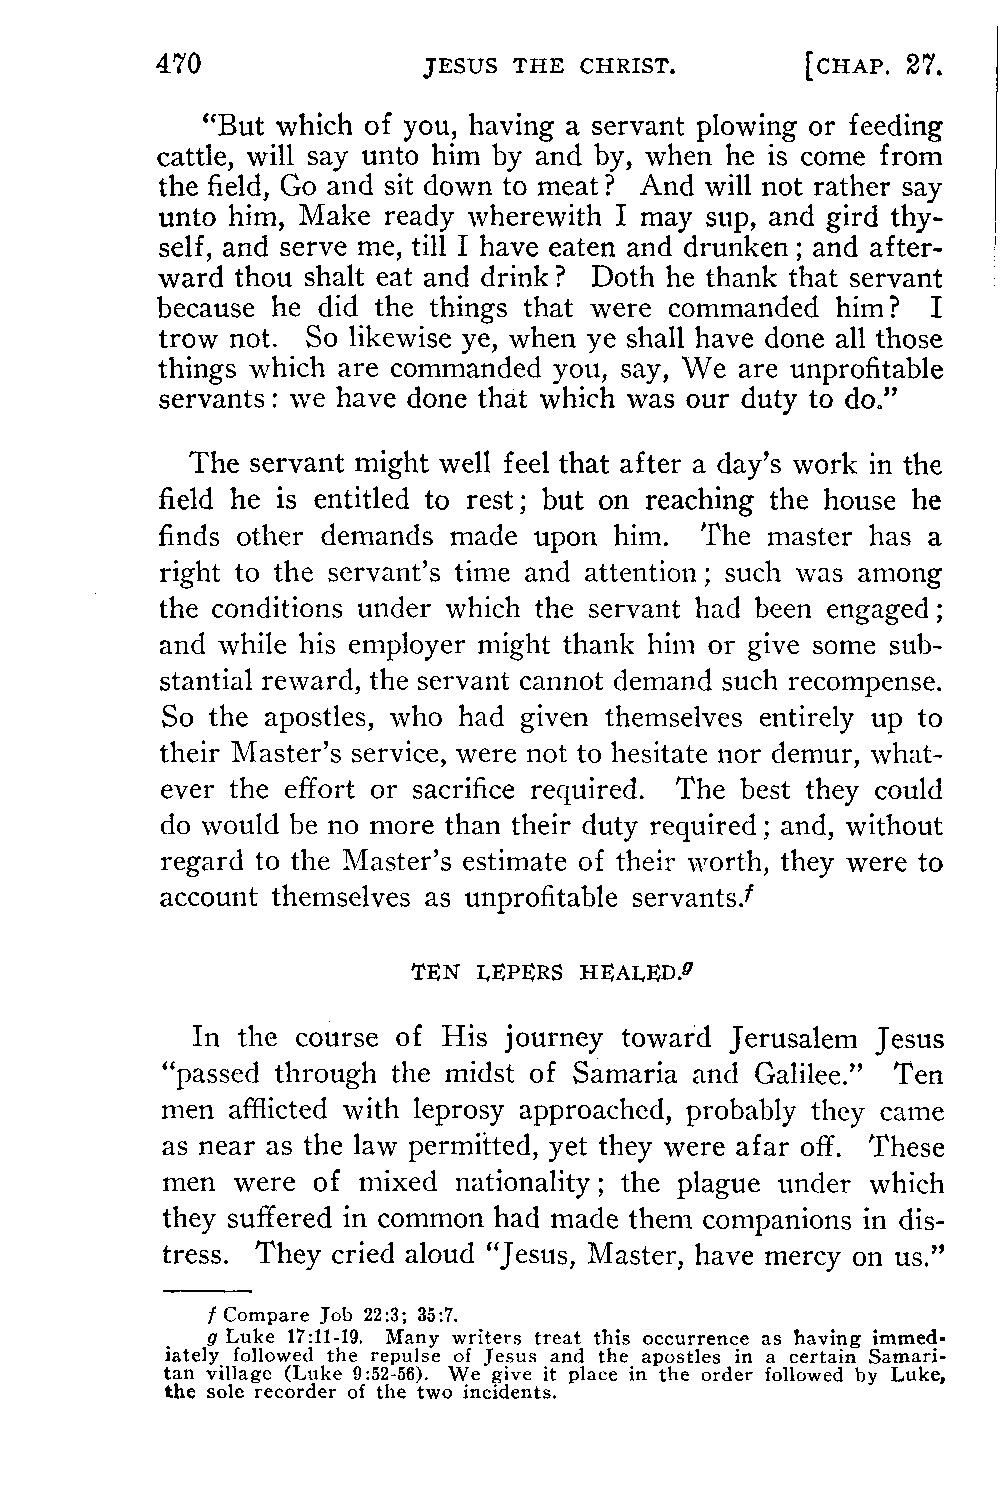 470 JESUS THE CHRIST. [CHAP. 27.
“But which of you, having a servant plowing or feeding
cattle, will say unto him by and by, when he is come from
the field, Go and sit down to meat? And will not rather say
unto him, Make ready wherewith I may sup, and gird thy-
self, and serve me, till I have eaten and drunken; and after-
ward thou shalt eat and drink? Doth he thank that servant
because he did the things that were commanded him? I
trow not. So likewise ye, when ye shall have done all those
things which are commanded you, say, We are unprofitable
servants: we have done that which was our duty to do.”
The servant might well feel that after a day’s work in the
field he is entitled to rest; but on reaching the house he
finds other demands made upon him. The master has a
right to the servant’s time and attention; such was among
the conditions under which the servant had been engaged;
and while his employer might thank him or give some sub-
stantial reward, the servant cannot demand such recompense.
So the apostles, who had given themselves entirely up to
their Master’s service, were not to hesitate nor demur, what-
ever the effort or sacrifice required. The best they could
do would be no more than their duty required; and, without
regard to the Master’s estimate of their worth, they were to
account themselves as unprofitable servants.f
TEN LEPERS HEALED.g
In the course of His journey toward Jerusalem Jesus
“passed through the midst of Samaria and Galilee.” Ten
men afflicted with leprosy approached, probably they came
as near as the law permitted, yet they were afar off. These
men were of mixed nationality; the plague under which
they suffered in common had made them companions in dis-
tress. They cried aloud “Jesus, Master, have mercy on us.”
f Compare Job 22:3; 35:7.
g Luke 17:11-19. Many writers treat this occurrence as having immed-
iately followed the repulse of Jesus and the apostles in a certain Samari-
tan village (Luke 9:52-56). We give it place in the order followed by Luke,
the sole recorder of the two incidents.